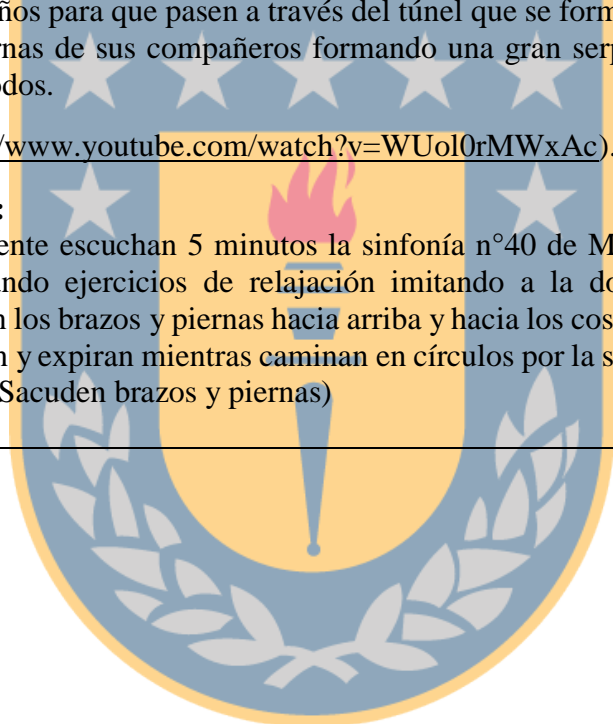 ños para que pasen a través del túnel que se form
rnas de sus compañeros formando una gran serp
odos.
/www.youtube.com/watch?v=WUol0rMWxAc).
:
ente escuchan 5 minutos la sinfonía n°40 de M
ando ejercicios de relajación imitando a la do
n los brazos y piernas hacia arriba y hacia los cos
n y expiran mientras caminan en círculos por la s
Sacuden brazos y piernas)